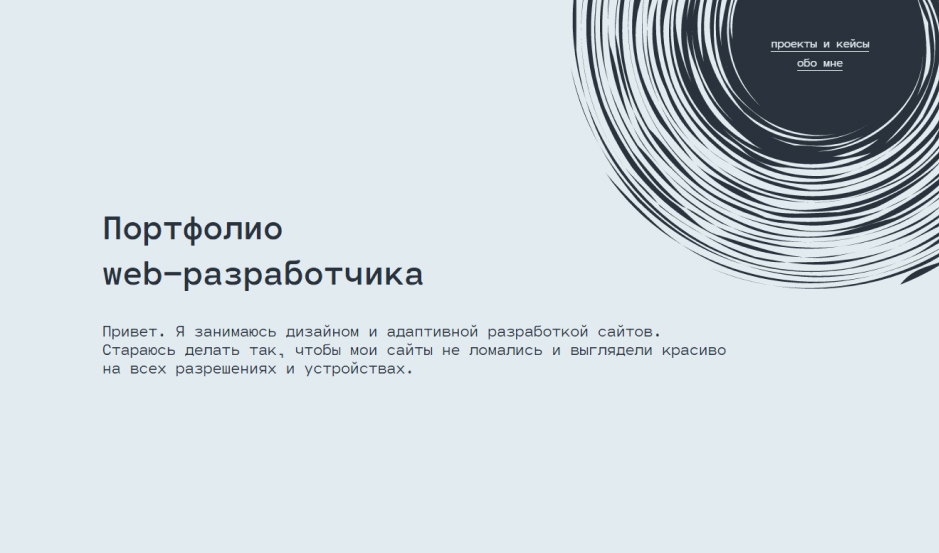 проекты и кейсы
обо мне
Портфолио
web-разработчика
Привет. Я занимаюсь дизайном и адаптивной разработкой сайтов.
Стараюсь делать так, чтобы мои сайты не ломались и выглядели красиво
на всех разрешениях и устройствах.